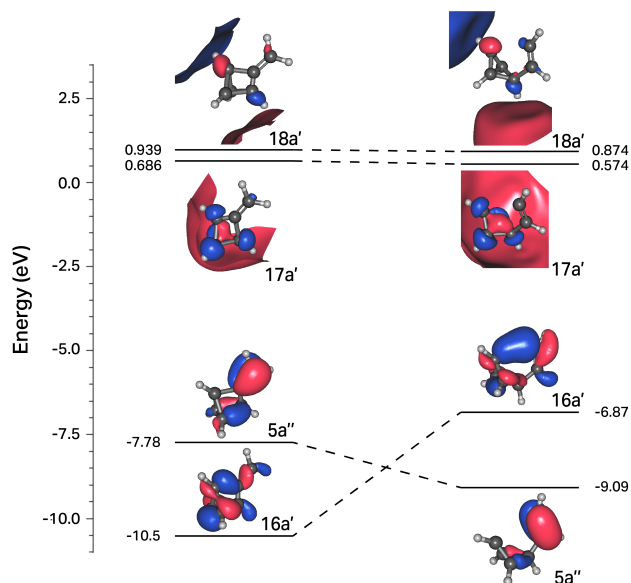 18a′
18a′
2.5
0.939
0.874
0.686
0.574
0.0
17a′
17a′
-2.5
Energy (eV)
-5.0
16a′
-6.87
5a″
-7.78
-7.5
-9.09
16a′
-10.0
-10.5
5a″